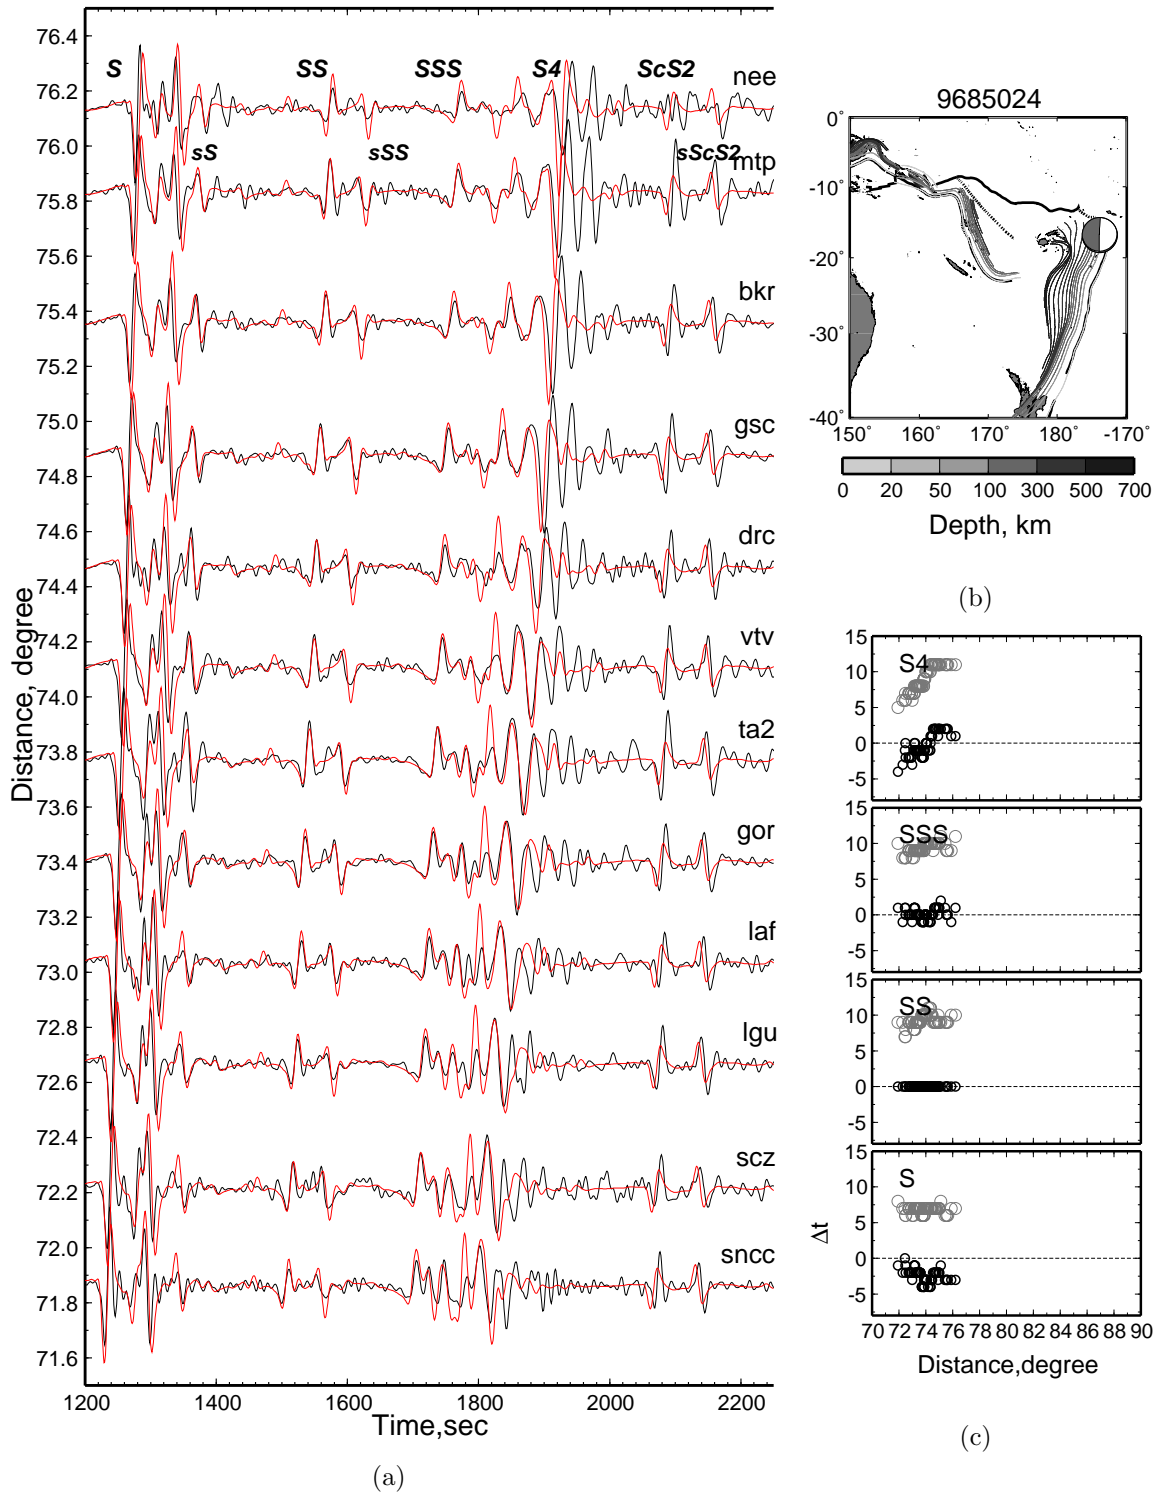 S SS SSS S4 ScS2
nee
sS sSS sScS2
mtp
bkr
gsc
drc
vtv
ta2
gor
laf
lgu
scz
sncc
76.4
76.2
76.0
75.8
75.6
75.4
75.2
75.0
74.8
74.6
74.4
74.2
74.0
73.8
73.6
73.4
73.2
73.0
72.8
72.6
72.4
72.2
72.0
71.8
71.6
Distance, degree
1200 1400 1600 1800 2000 2200
Time,sec
(a)
9685024
0°
-10°
-20°
-30°
-40°
150° 160° 170° 180° -170°
0 20 50 100 300 500 700
Depth, km
(b)
S4
15
10
5
0
-5
SSS
15
10
5
0
-5
SS
15
10
5
0
-5
S
15
10
5
0
-5
Δt
70 72 74 76 78 80 82 84 86 88 90
Distance,degree
(c)